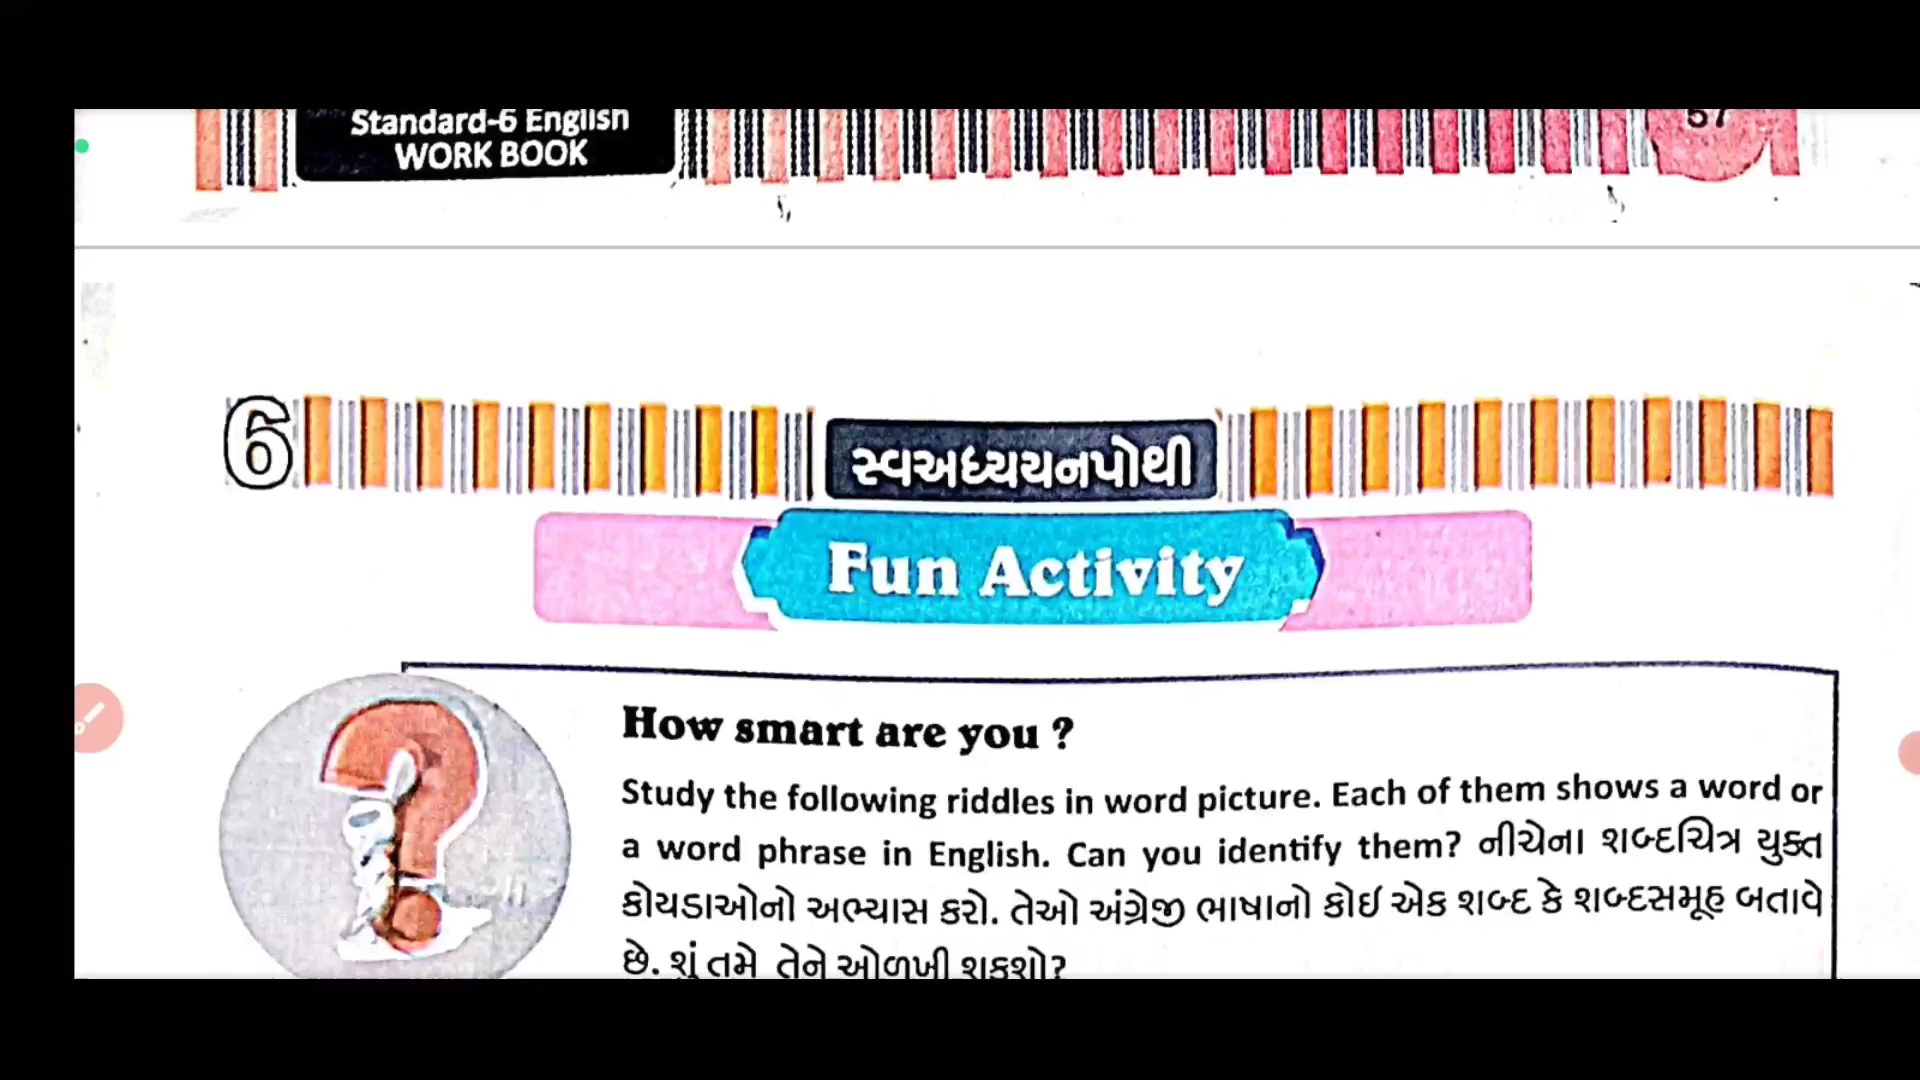 Standard-6 English
WORK BOOK
57
6
સ્વઅધ્યયનપોથી
Fun Activity
How smart are you ?
Study the following riddles in word picture. Each of them shows a word or
a word phrase in English. Can you identify them? નીચેના શબ્દચિત્ર યુક્ત
કોયડાઓનો અભ્યાસ કરો. તેઓ અંગ્રેજી ભાષાનો કોઈ એક શબ્દ કે શબ્દસમૂહ બતાવે
છે. શું તમે તેને ઓળખી શકશો?